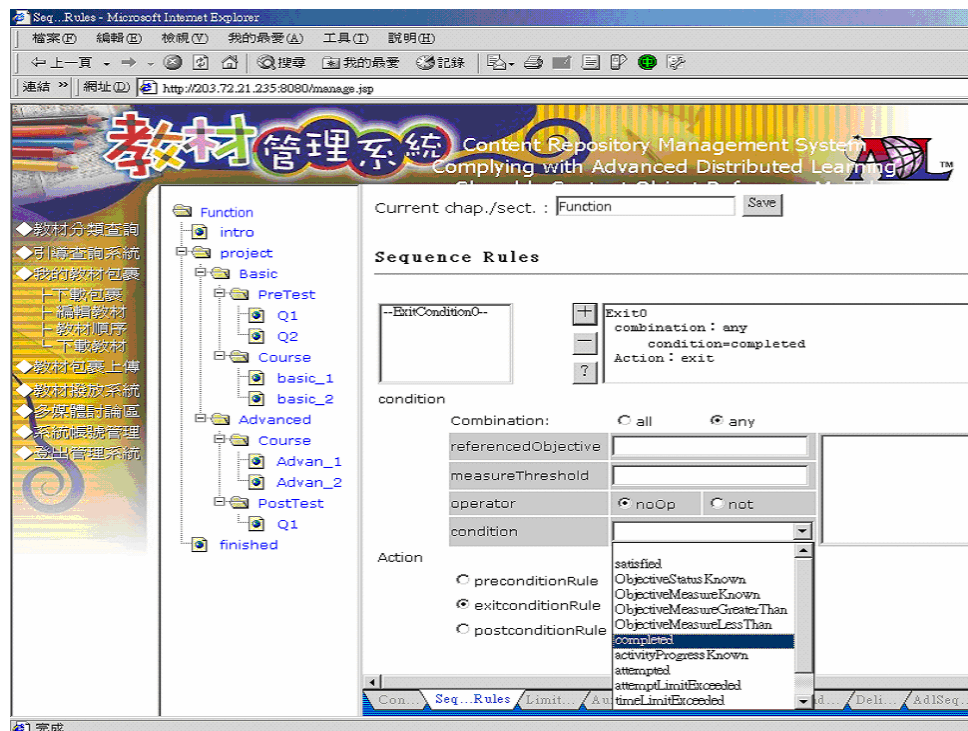 Seq...Rules - Microsoft Internet Explorer
檔案(F) 編輯(E) 檢視(V) 我的最愛(A) 工具(T) 說明(H)
上一頁 搜尋 我的最愛 記錄
連結 » 網址(D) http://203.72.21.235:8080/manage.jsp
教材管理系統
Content Repository Management System
Complying with Advanced Distributed Learning
TM
◆教材分類查詢
◆引導查詢系統
◆我的教材包裹
├下載包裹
├編輯教材
├教材順序
└下載教材
◆教材包裹上傳
◆教材撥放系統
◆多媒體討論區
◆系統帳號管理
◆登出管理系統
Function
intro
project
Basic
PreTest
Q1
Q2
Course
basic_1
basic_2
Advanced
Course
Advan_1
Advan_2
PostTest
Q1
finished
Current chap./sect. : Function Save
Sequence Rules
--ExitCondition0--
+
—
?
Exit0
combination：any
condition=completed
Action：exit
condition
Combination: all any
referencedObjective
measureThreshold
operator noOp not
condition
satisfied
ObjectiveStatusKnown
ObjectiveMeasureKnown
ObjectiveMeasureGreaterThan
ObjectiveMeasureLessThan
completed
activityProgressKnown
attempted
attemptLimitExceeded
timeLimitExceeded
Action
preconditionRule
exitconditionRule
postconditionRule
Con... Seq...Rules Limit... Au d... Deli... AdlSeq.
完成